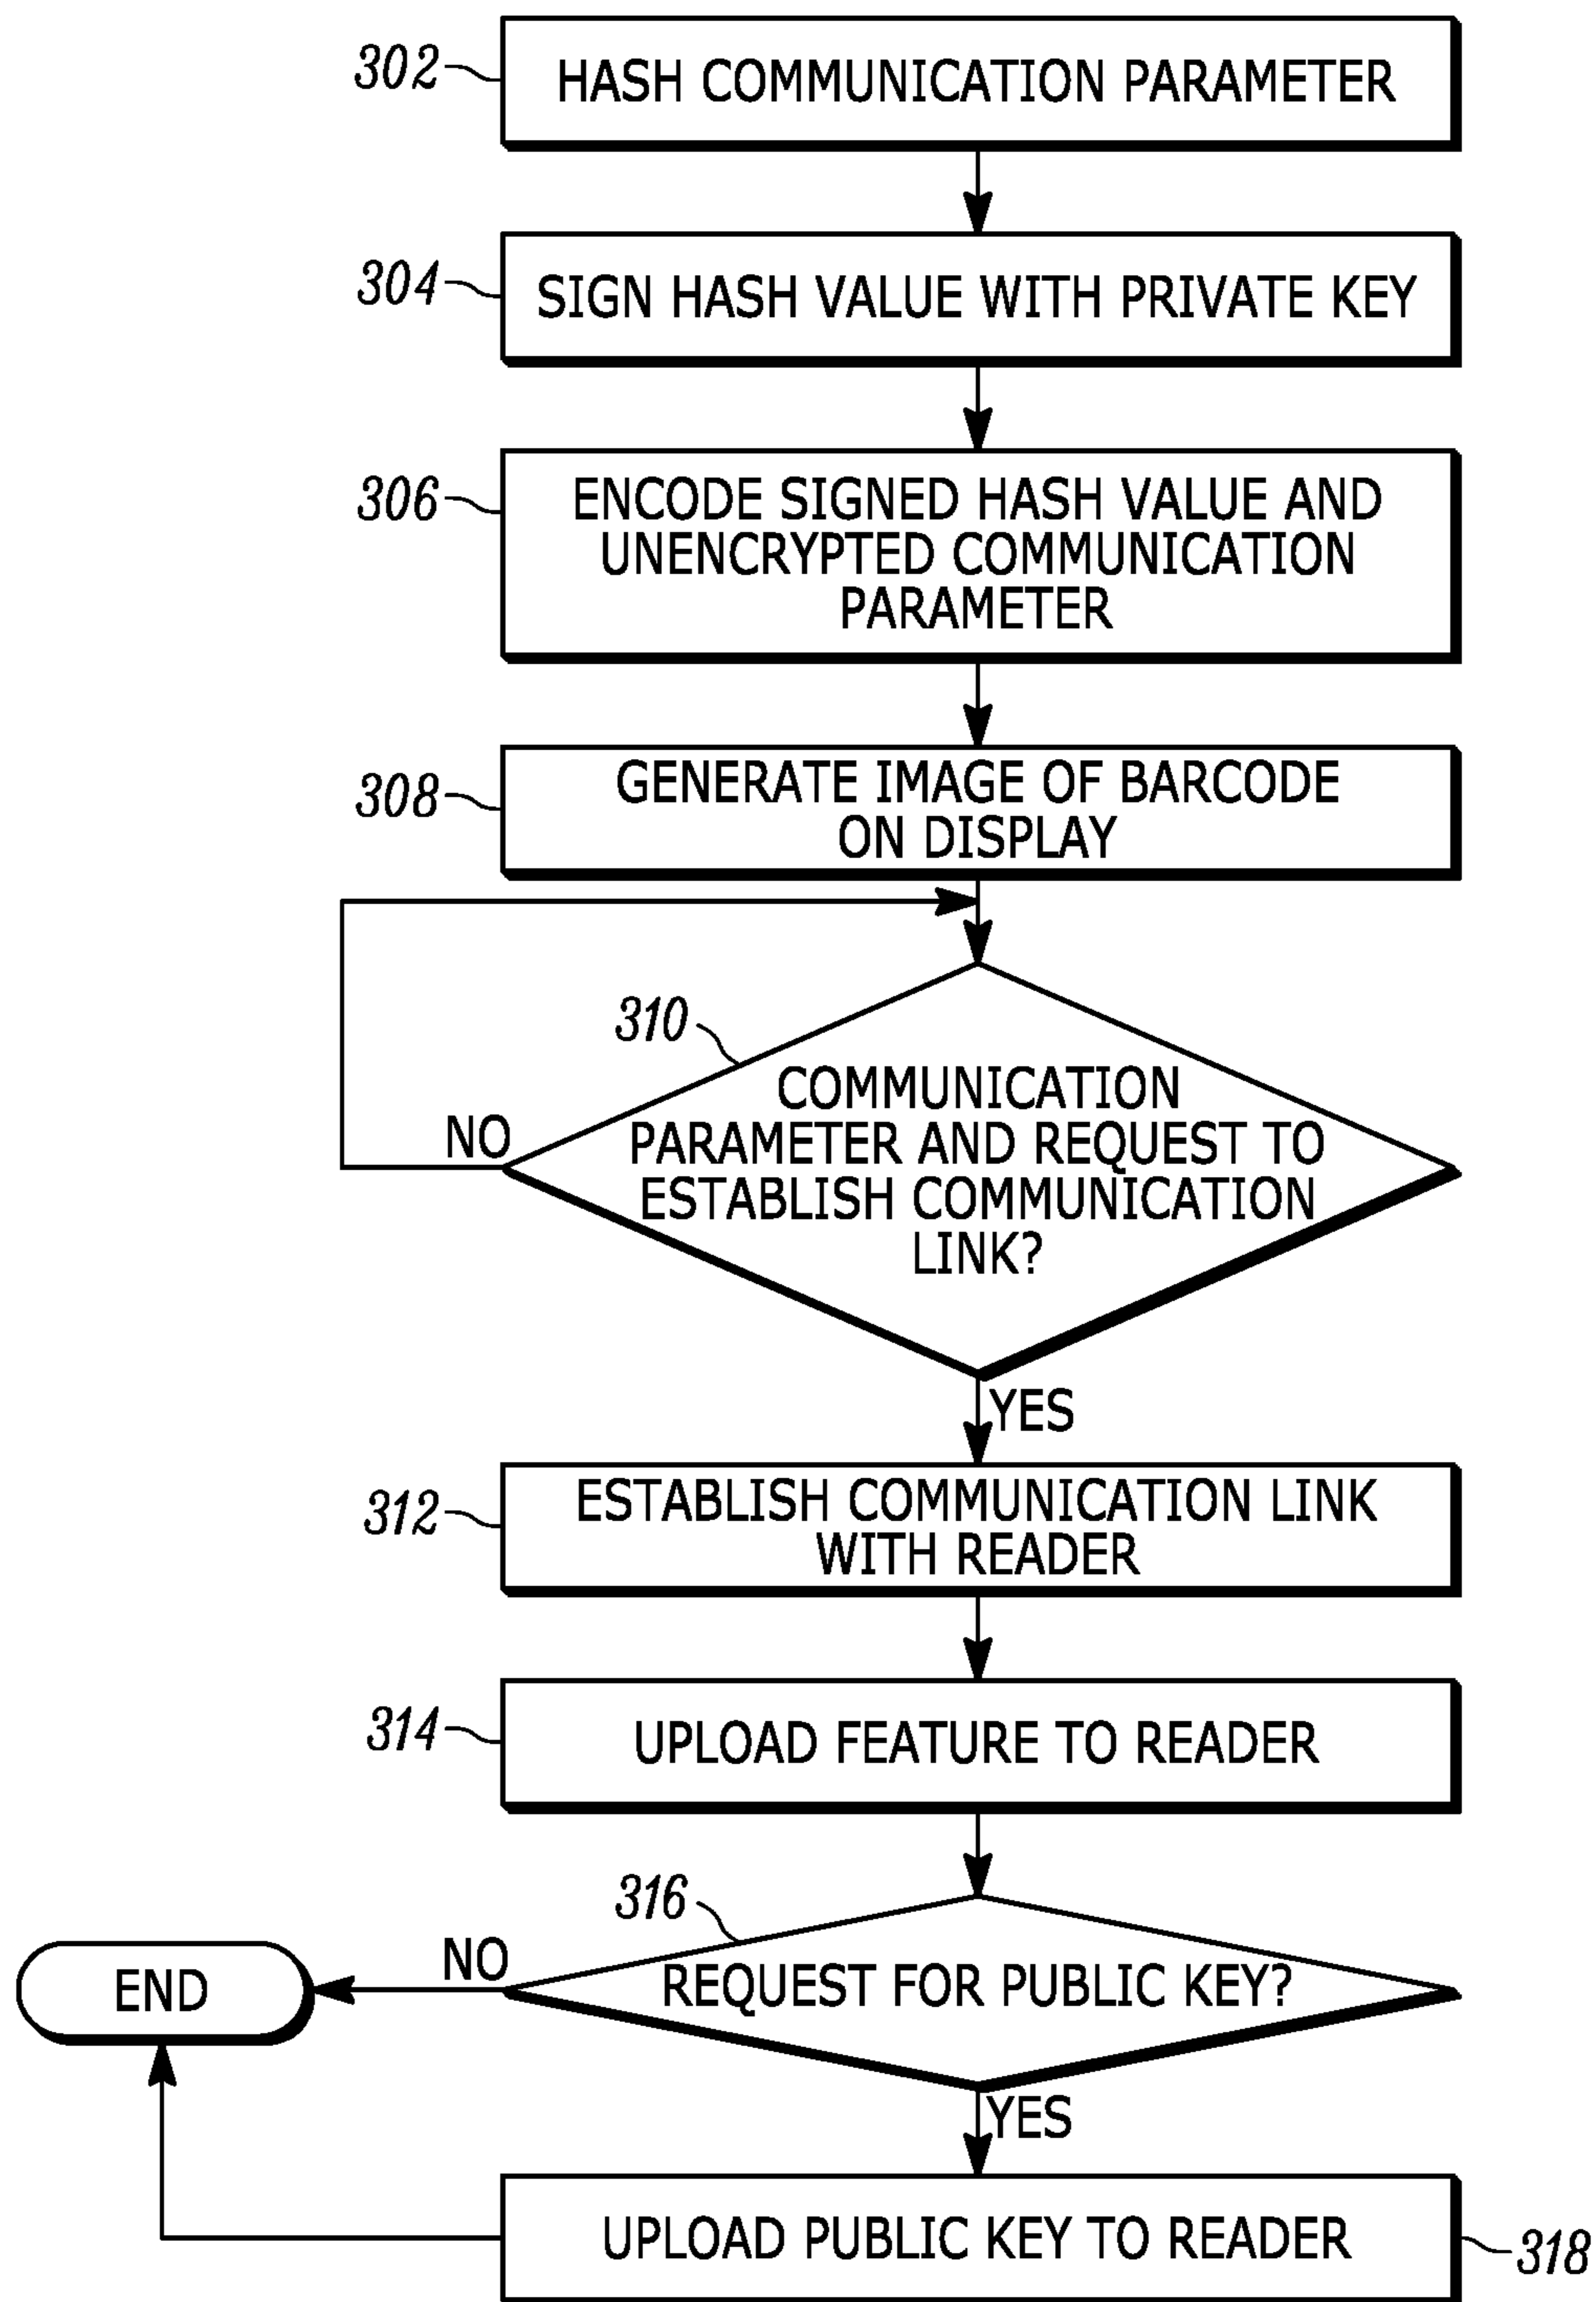 302
HASH COMMUNICATION PARAMETER
304
SIGN HASH VALUE WITH PRIVATE KEY
306
ENCODE SIGNED HASH VALUE AND
UNENCRYPTED COMMUNICATION
PARAMETER
308
GENERATE IMAGE OF BARCODE
ON DISPLAY
310
COMMUNICATION
PARAMETER AND REQUEST TO
ESTABLISH COMMUNICATION
LINK?
NO
YES
312
ESTABLISH COMMUNICATION LINK
WITH READER
314
UPLOAD FEATURE TO READER
316
REQUEST FOR PUBLIC KEY?
NO
END
YES
UPLOAD PUBLIC KEY TO READER
318